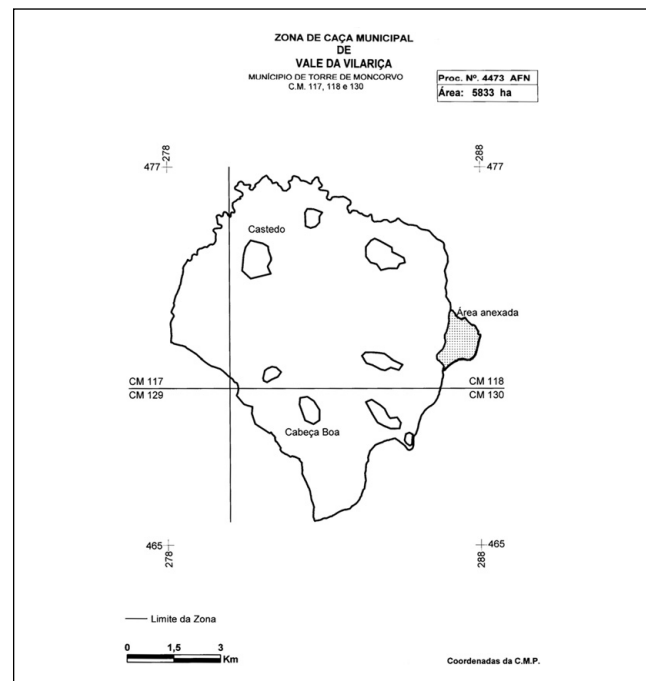 ZONA DE CAÇA MUNICIPAL
DE
VALE DA VILARIÇA
MUNÍCIPIO DE TORRE DE MONCORVO
C.M. 117, 118 e 130
Proc. Nº. 4473 AFN
Área: 5833 ha
278
288
477
477
Castedo
Área anexada
CM 117
CM 118
CM 129
CM 130
Cabeça Boa
465
465
278
288
Limite da Zona
0 1,5 3
Km
Coordenadas da C.M.P.